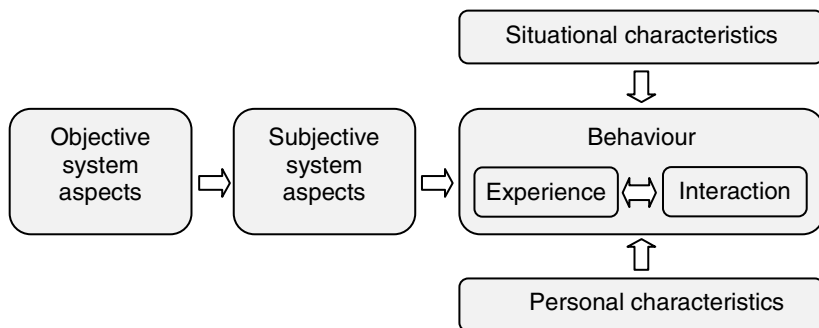 Situational characteristics
Objective
system
aspects
Subjective
system
aspects
Behaviour
Experience
Interaction
Personal characteristics